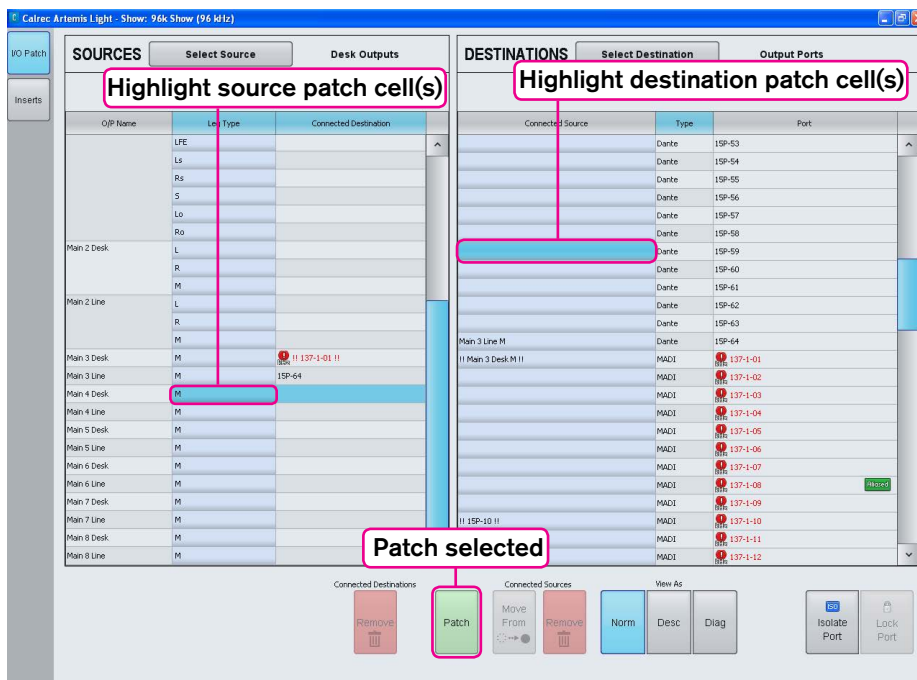 Calrec Artemis Light - Show: 96k Show (96 kHz)
I/O Patch
Inserts
SOURCES Select Source Desk Outputs
DESTINATIONS Select Destination Output Ports
Highlight source patch cell(s)
Highlight destination patch cell(s)
O/P Name Leg Type Connected Destination
Connected Source Type Port
LFE Dante 15P-53
Ls Dante 15P-54
Rs Dante 15P-55
S Dante 15P-56
Lo Dante 15P-57
Ro Dante 15P-58
Main 2 Desk L Dante 15P-59
R Dante 15P-60
M Dante 15P-61
Main 2 Line L Dante 15P-62
R Dante 15P-63
M Main 3 Line M Dante 15P-64
Main 3 Desk M !! 137-1-01 !! !! Main 3 Desk M !! MADI 137-1-01
Main 3 Line M 15P-64 MADI 137-1-02
Main 4 Desk M MADI 137-1-03
Main 4 Line M MADI 137-1-04
Main 5 Desk M MADI 137-1-05
Main 5 Line M MADI 137-1-06
Main 6 Desk M MADI 137-1-07
Main 6 Line M MADI 137-1-08 Aliased
Main 7 Desk M MADI 137-1-09
Main 7 Line M !! 15P-10 !! MADI 137-1-10
Main 8 Desk M MADI 137-1-11
Main 8 Line M MADI 137-1-12
Patch selected
Connected Destinations Connected Sources View As
Remove
Patch
Move From
Remove
Norm
Desc
Diag
ISO
Isolate Port
Lock Port